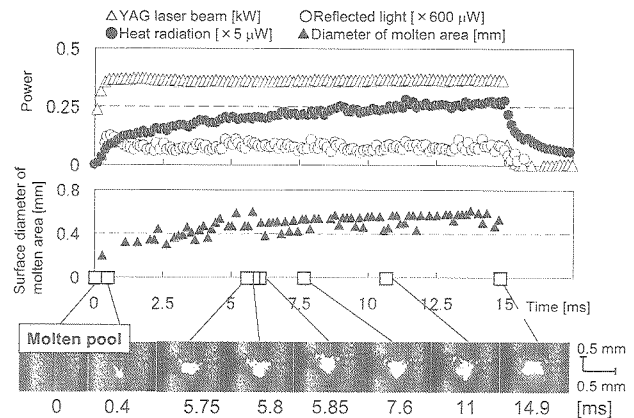 △ YAG laser beam [kW] ○ Reflected light [× 600 μW]
● Heat radiation [× 5 μW] ▲ Diameter of molten area [mm]
0.5
0.25
0
Power
0.8
0.4
0
Surface diameter of
molten area [mm]
0 2.5 5 7.5 10 12.5 15 Time [ms]
Molten pool
0.5 mm
0.5 mm
0 0.4 5.75 5.8 5.85 7.6 11 14.9 [ms]